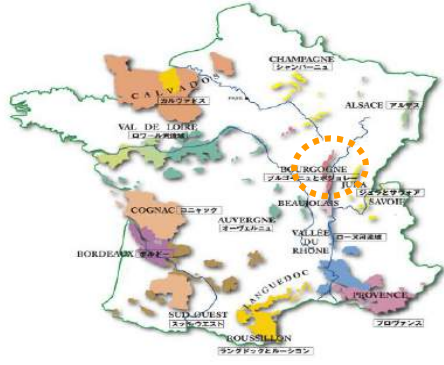 CHAMPAGNE
シャンパーニュ
CALVADOS
カルヴァドス
PARIS
ALSACE アルザス
VAL DE LOIRE
ロワール河流域
BOURGOGNE
ブルゴーニュとボジョレー
JURA
ジュラとサヴォア
BEAUJOLAIS
SAVOIE
COGNAC コニャック
AUVERGNE
オーヴェルニュ
VALLÉE
DU
RHÔNE
ローヌ河流域
BORDEAUX ボルドー
LANGUEDOC
PROVENCE
プロヴァンス
SUD-OUEST
スッドウエスト
ROUSSILLON
ラングドックとルーション